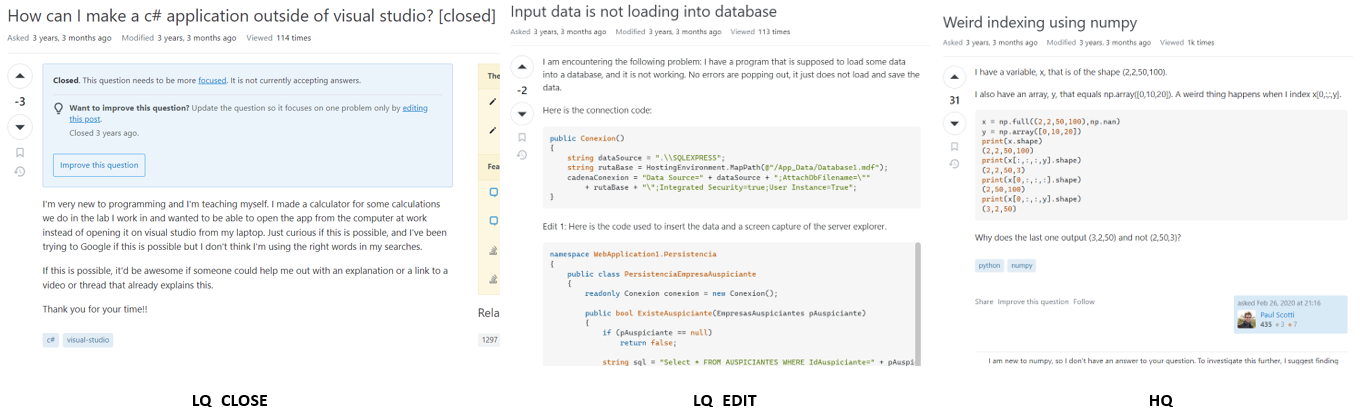 How can I make a c# application outside of visual studio? [closed]
Asked 3 years, 3 months ago Modified 3 years, 3 months ago Viewed 114 times
-3
Closed. This question needs to be more focused. It is not currently accepting answers.
Want to improve this question? Update the question so it focuses on one problem only by editing
this post.
Closed 3 years ago.
Improve this question
I'm very new to programming and I'm teaching myself. I made a calculator for some calculations
we do in the lab I work in and wanted to be able to open the app from the computer at work
instead of opening it on visual studio from my laptop. Just curious if this is possible, and I've been
trying to Google if this is possible but I don't think I'm using the right words in my searches.
If this is possible, it'd be awesome if someone could help me out with an explanation or a link to a
video or thread that already explains this.
Thank you for your time!!
c# visual-studio
The
Fea
Rela
1297
LQ_CLOSE
Input data is not loading into database
Asked 3 years, 3 months ago Modified 3 years, 3 months ago Viewed 113 times
-2
I am encountering the following problem: I have a program that is supposed to load some data
into a database, and it is not working. No errors are popping out, it just does not load and save the
data.
Here is the connection code:
public Conexion()
{
string dataSource = ".\\SQLEXPRESS";
string rutaBase = HostingEnvironment.MapPath(@"/App_Data/Database1.mdf");
cadenaConexion = "Data Source=" + dataSource + ";AttachDbFilename=\""
+ rutaBase + "\";Integrated Security=true;User Instance=True";
}
Edit 1: Here is the code used to insert the data and a screen capture of the server explorer.
namespace WebApplication1.Persistencia
{
public class PersistenciaEmpresaAuspiciante
{
readonly Conexion conexion = new Conexion();
public bool ExisteAuspiciante(EmpresasAuspiciantes pAuspiciante)
{
if (pAuspiciante == null)
return false;
string sql = "Select * FROM AUSPICIANTES WHERE IdAuspiciante=" + pAuspi
LQ_EDIT
Weird indexing using numpy
Asked 3 years, 3 months ago Modified 3 years, 3 months ago Viewed 1k times
31
I have a variable, x, that is of the shape (2,2,50,100).
I also have an array, y, that equals np.array([0,10,20]). A weird thing happens when I index x[0,:,:,y].
x = np.full((2,2,50,100),np.nan)
y = np.array([0,10,20])
print(x.shape)
(2,2,50,100)
print(x[:,:,:,y].shape)
(2,2,50,3)
print(x[0,:,:,:].shape)
(2,50,100)
print(x[0,:,:,y].shape)
(3,2,50)
Why does the last one output (3,2,50) and not (2,50,3)?
python numpy
Share Improve this question Follow
asked Feb 26, 2020 at 21:16
Paul Scotti
435 3 7
I am new to numpy, so I don't have an answer to your question. To investigate this further, I suggest finding
HQ